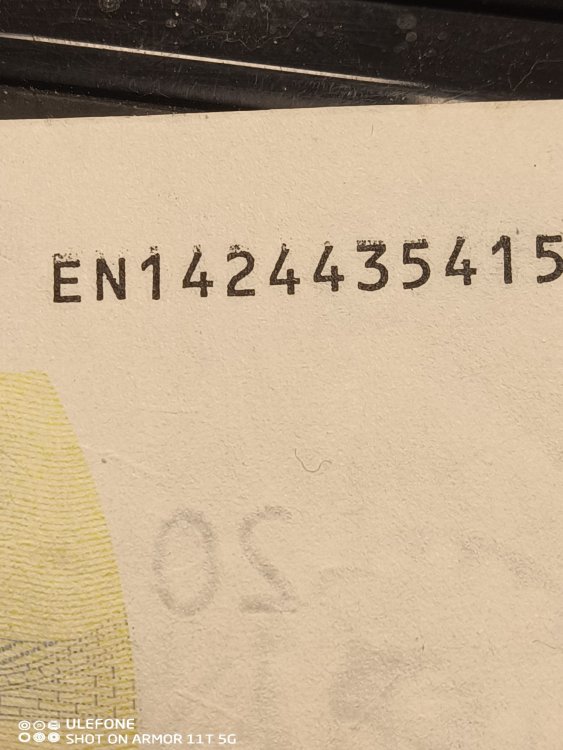 EN1424435415
20
ULEFONE
SHOT ON ARMOR 11T 5G